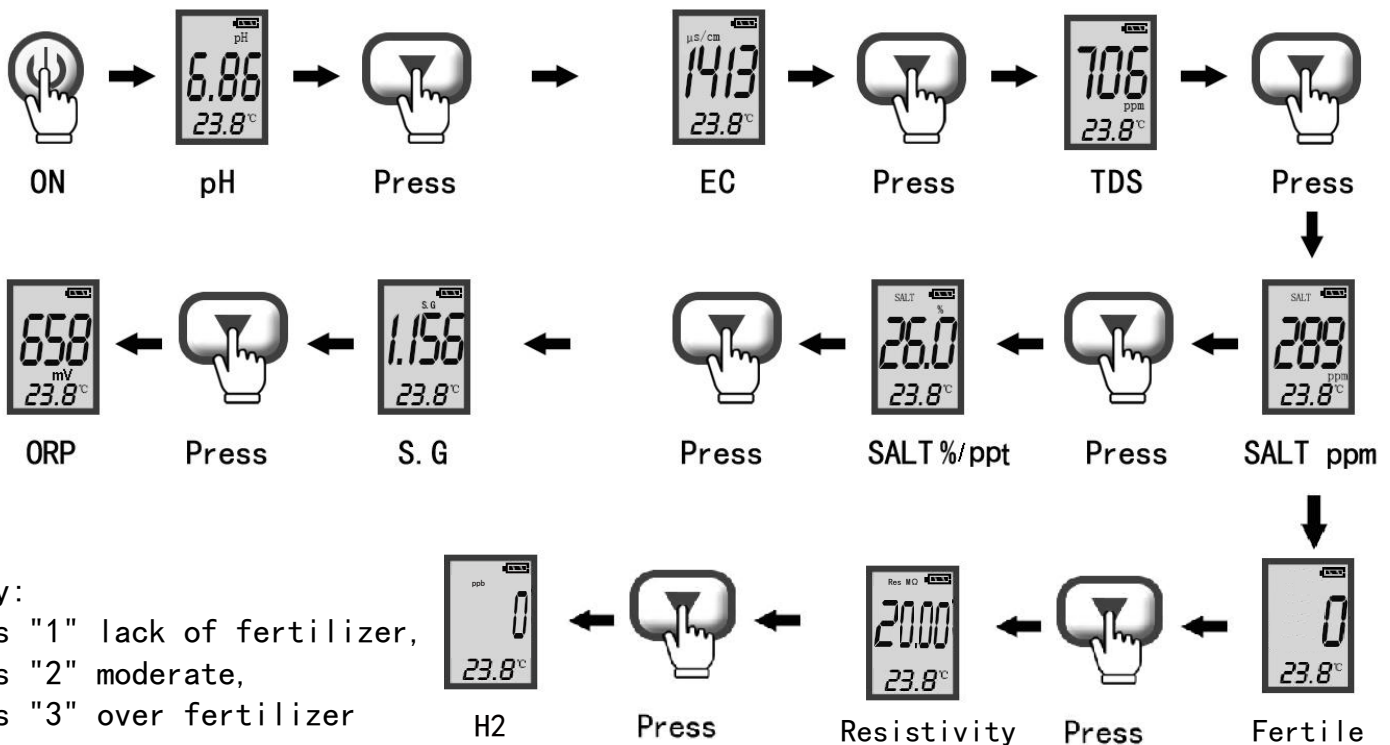 pH
6.86
23.8℃
μs/cm
1413
23.8℃
706
ppm
23.8℃
ON
pH
Press
EC
Press
TDS
Press
658
mV
23.8℃
S.G
1.156
23.8℃
SALT
%
26.0
23.8℃
SALT
289
ppm
23.8℃
ORP
Press
S.G
Press
SALT%/ppt
Press
SALT ppm
y:
s "1" lack of fertilizer,
s "2" moderate,
s "3" over fertilizer
ppb
0
23.8℃
H2
Press
Res MΩ
20.00
23.8℃
Resistivity
Press
0
23.8℃
Fertile